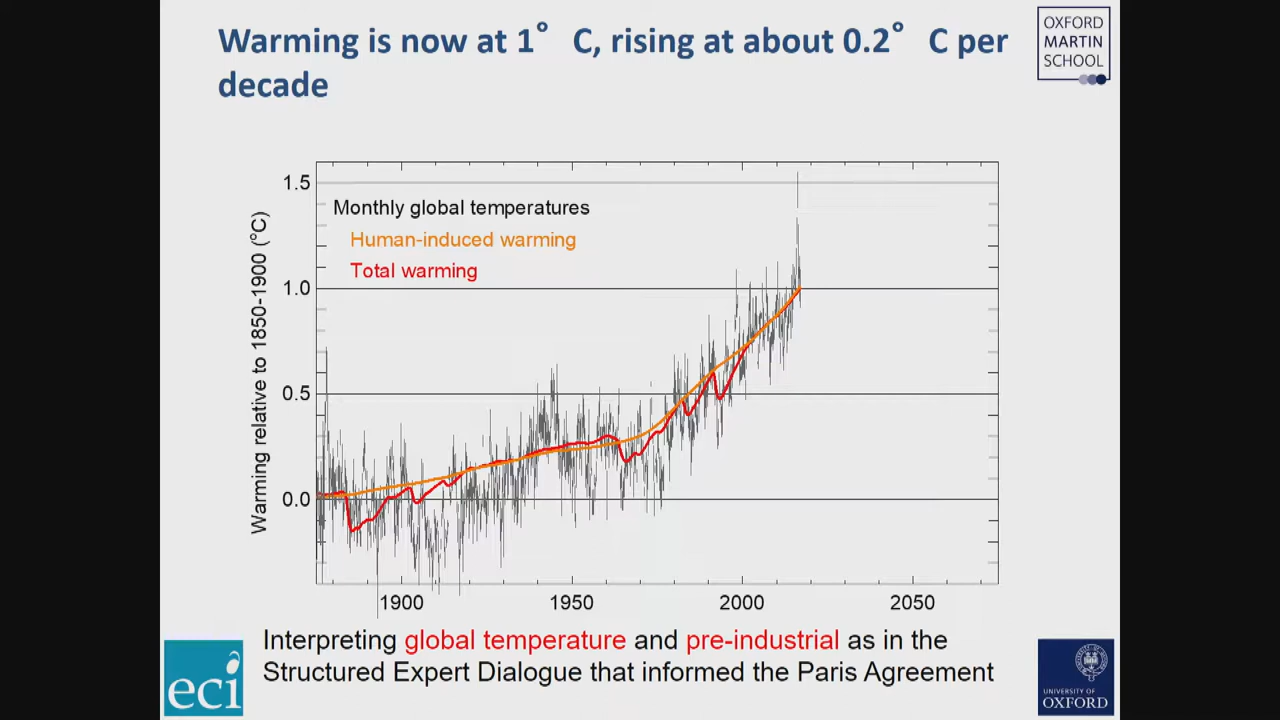 Warming is now at 1° C, rising at about 0.2° C per
decade
OXFORD
MARTIN
SCHOOL
Warming relative to 1850-1900 (°C)
1.5
1.0
0.5
0.0
Monthly global temperatures
Human-induced warming
Total warming
1900
1950
2000
2050
Interpreting global temperature and pre-industrial as in the
Structured Expert Dialogue that informed the Paris Agreement
eci
UNIVERSITY OF
OXFORD